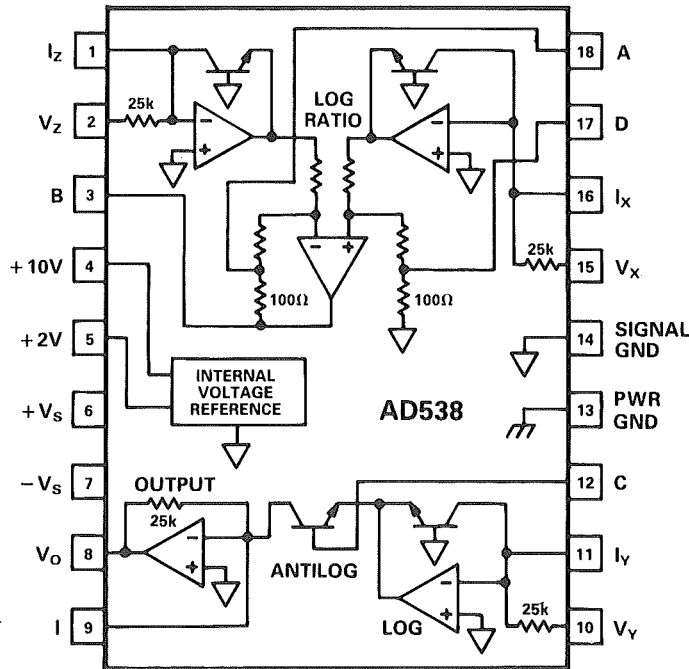 I_Z 1
25k
V_Z 2
B 3
+10V 4
+2V 5
+V_S 6
-V_S 7
V_O 8
I 9
LOG
RATIO
- +
- +
- +
100Ω 100Ω
INTERNAL
VOLTAGE
REFERENCE
AD538
OUTPUT
25k
- +
ANTILOG
LOG
- +
18 A
17 D
16 I_X
25k
15 V_X
14 SIGNAL
GND
13 PWR
GND
12 C
11 I_Y
25k
10 V_Y